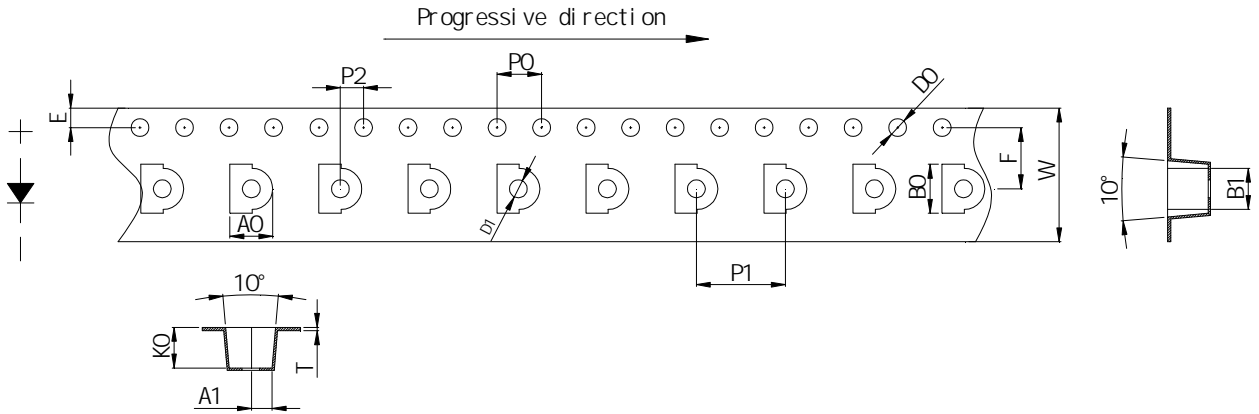 Progressive direction
P2
P0
D0
E
F
W
A0
D1
B0
P1
10°
B1
10°
K0
T
A1